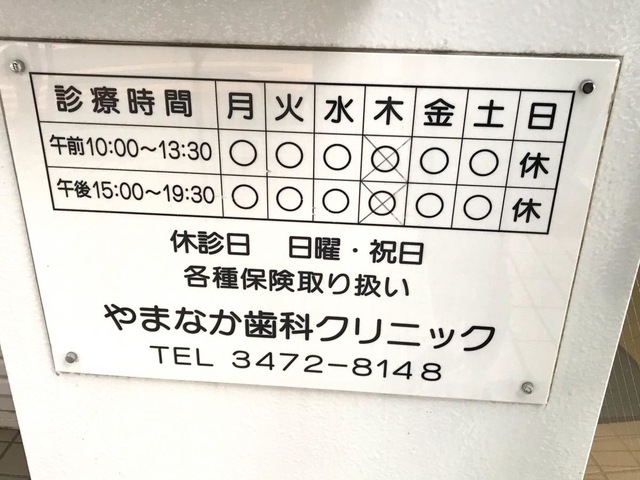 診療時間 月 火 水 木 金 土 日
午前10:00〜13:30 ○ ○ ○ ○ ○ ○ 休
午後15:00〜19:30 ○ ○ ○ ○ ○ ○ 休
休診日 日曜・祝日
各種保険取り扱い
やまなか歯科クリニック
TEL 3472-8148